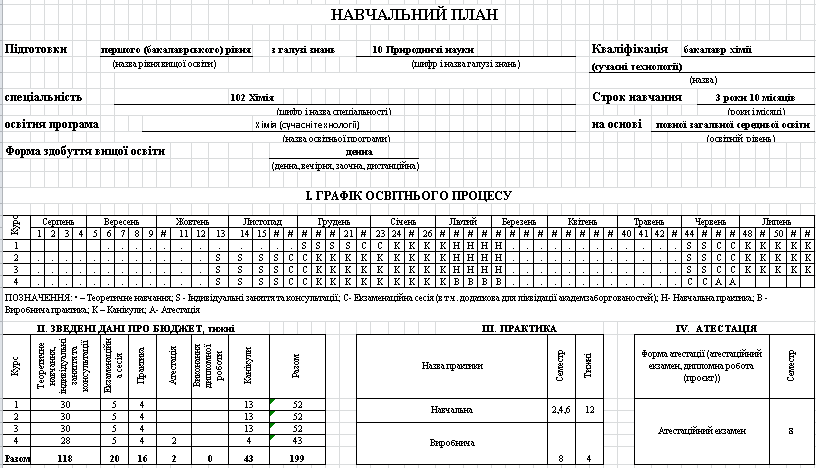 НАВЧАЛЬНИЙ ПЛАН
Підготовки першого (бакалаврського) рівня з галузі знань 10 Природничі науки Кваліфікація бакалавр хімії
(назва рівня вищої освіти) (шифр і назва галузі знань) (сучасні технології)
(назва)
спеціальність 102 Хімія Строк навчання 3 роки 10 місяців
(шифр і назва спеціальності) (роки і місяці)
освітня програма Хімія (сучасні технології) на основі повної загальної середньої освіти
(назва освітньої програми) (освітній рівень)
Форма здобуття вищої освіти денна
(денна, вечірня, заочна, дистанційна)
І. ГРАФІК ОСВІТНЬОГО ПРОЦЕСУ
Курс Серпень Вересень Жовтень Листопад Грудень Січень Лютий Березень Квітень Травень Червень Липень
1 2 3 4 5 6 7 8 9 # 11 12 13 14 15 # # # # 21 # 23 24 # 26 # # # # # # # # # # # # # 40 41 42 # 44 # # # 48 # 50 # #
1 . . . . . . . . . . . . . . . . . . S S S S C C K K K K H H H H . . . . . . . . . . . . S S C C K K K K K
2 . . . . . . . . . . . . S S S S C C K K K K K K K K K K H H H H . . . . . . . . . . . . S S C C K K K K K
3 . . . . . . . . . . . . S S S S C C K K K K K K K K K K H H H H . . . . . . . . . . . . S S C C K K K K K
4 . . . . . . . . . . . . S S S S C C K K K K K K K K K K B B B B . . . . . . . . . . . . C C A A
ПОЗНАЧЕННЯ: • – Теоретичне навчання; S - Індивідуальні заняття та консультації; С- Екзаменаційна сесія (в т.ч. додаткова для ліквідації академзаборгованостей); Н- Навчальна практика; В -
Виробнича практика; К – Канікули; А- Атестація
ІІ. ЗВЕДЕНІ ДАНІ ПРО БЮДЖЕТ, тижні
Курс Теоретичне навчання, індивідуальні заняття та консультації Екзаменаційна сесія Практика Атестація Виконання дипломної роботи Канікули Разом
1 30 5 4 13 52
2 30 5 4 13 52
3 30 5 4 13 52
4 28 5 4 2 4 43
Разом 118 20 16 2 0 43 199
ІІІ. ПРАКТИКА
Назва практики Семестр Тижні
Навчальна 2,4,6 12
Виробнича 8 4
IV. АТЕСТАЦІЯ
Форма атестації (атестаційний
екзамен, дипломна робота
(проєкт)) Семестр
Атестаційний екзамен 8